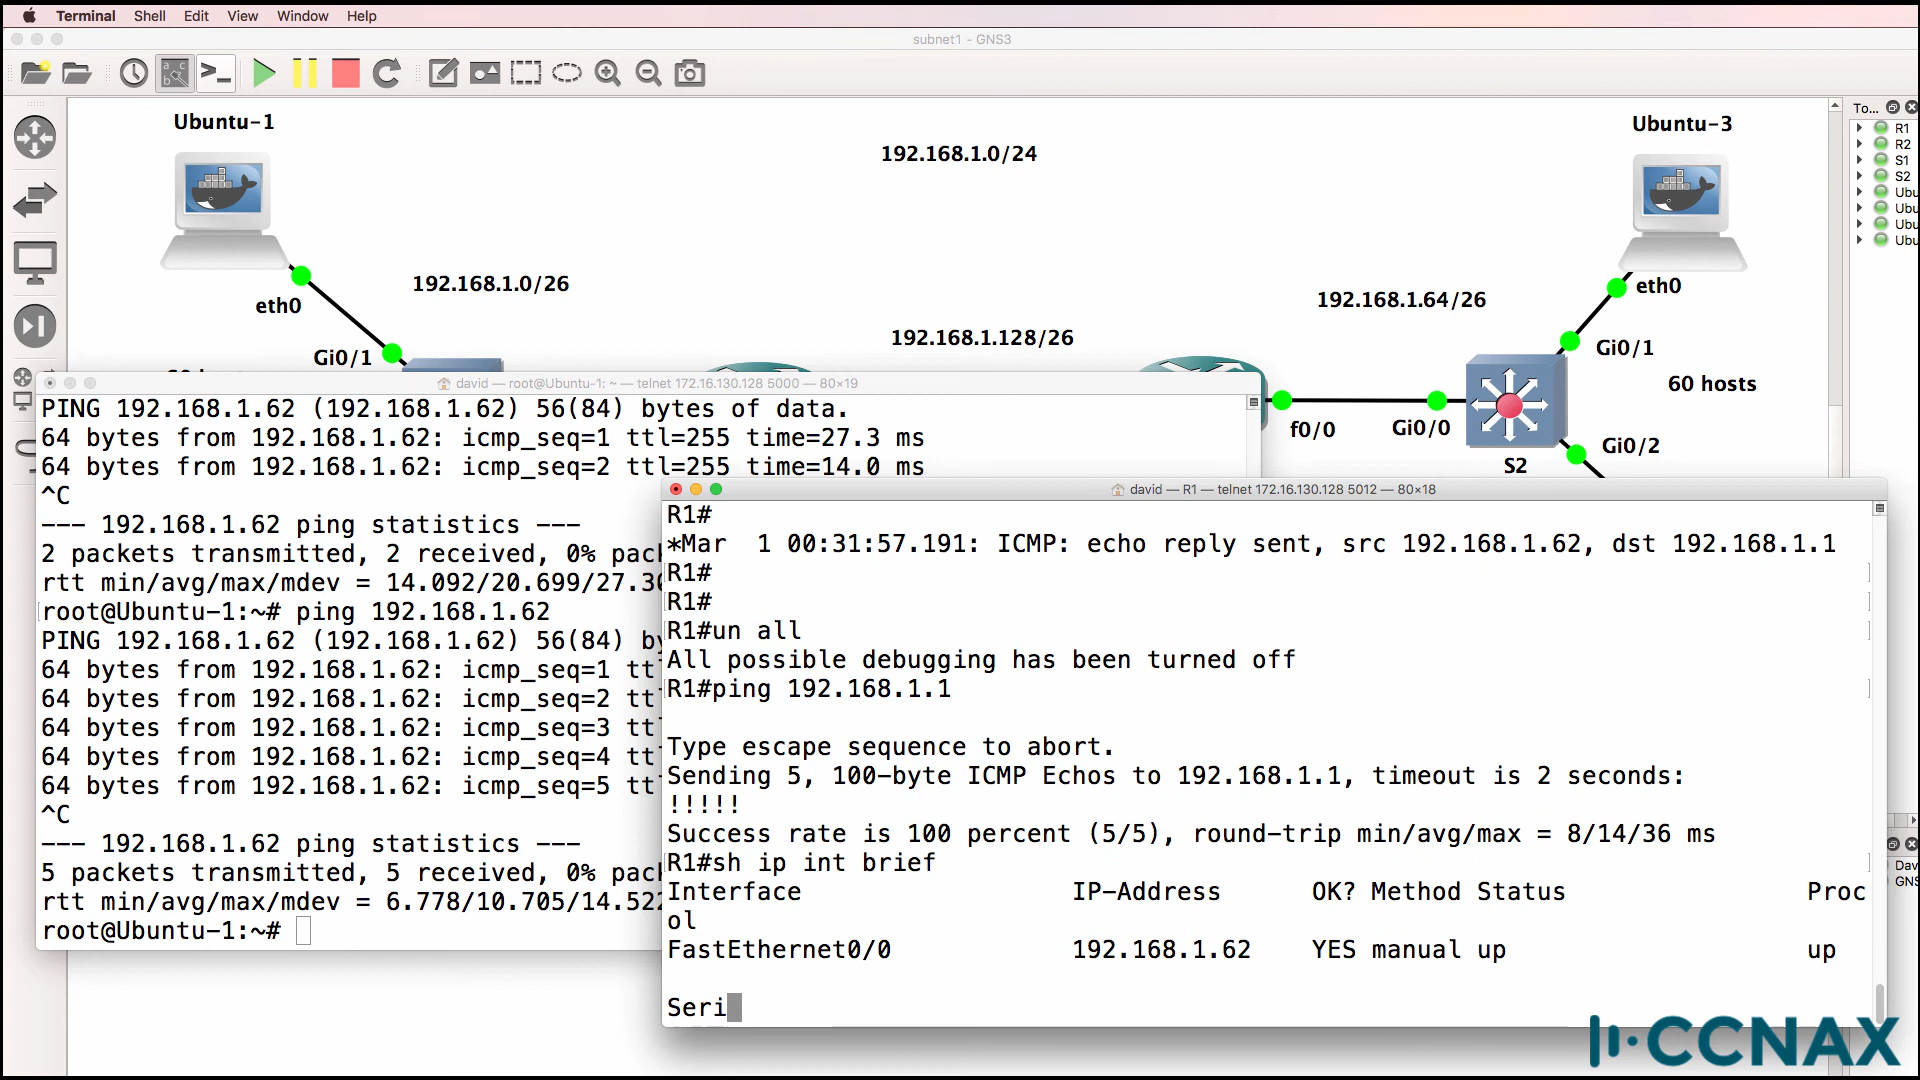 Terminal Shell Edit View Window Help
subnet1 - GNS3
Ubuntu-1
192.168.1.0/24
Ubuntu-3
192.168.1.0/26
eth0
eth0
192.168.1.64/26
192.168.1.128/26
Gi0/1
Gi0/1
60 hosts
f0/0
Gi0/0
Gi0/2
S2
To...
R1
R2
S1
S2
Ubu
Ubu
Ubu
Ubu
david — root@Ubuntu-1: ~ — telnet 172.16.130.128 5000 — 80×19
PING 192.168.1.62 (192.168.1.62) 56(84) bytes of data.
64 bytes from 192.168.1.62: icmp_seq=1 ttl=255 time=27.3 ms
64 bytes from 192.168.1.62: icmp_seq=2 ttl=255 time=14.0 ms
^C
--- 192.168.1.62 ping statistics ---
2 packets transmitted, 2 received, 0% pac
rtt min/avg/max/mdev = 14.092/20.699/27.30
root@Ubuntu-1:~# ping 192.168.1.62
PING 192.168.1.62 (192.168.1.62) 56(84) by
64 bytes from 192.168.1.62: icmp_seq=1 tt
64 bytes from 192.168.1.62: icmp_seq=2 tt
64 bytes from 192.168.1.62: icmp_seq=3 tt
64 bytes from 192.168.1.62: icmp_seq=4 tt
64 bytes from 192.168.1.62: icmp_seq=5 tt
^C
--- 192.168.1.62 ping statistics ---
5 packets transmitted, 5 received, 0% pac
rtt min/avg/max/mdev = 6.778/10.705/14.522
root@Ubuntu-1:~#
david — R1 — telnet 172.16.130.128 5012 — 80×18
R1#
*Mar  1 00:31:57.191: ICMP: echo reply sent, src 192.168.1.62, dst 192.168.1.1
R1#
R1#
R1#un all
All possible debugging has been turned off
R1#ping 192.168.1.1
Type escape sequence to abort.
Sending 5, 100-byte ICMP Echos to 192.168.1.1, timeout is 2 seconds:
!!!!!
Success rate is 100 percent (5/5), round-trip min/avg/max = 8/14/36 ms
R1#sh ip int brief
Interface IP-Address OK? Method Status Proc
ol
FastEthernet0/0 192.168.1.62 YES manual up up
Seri
Dav
GNS
CCNAX